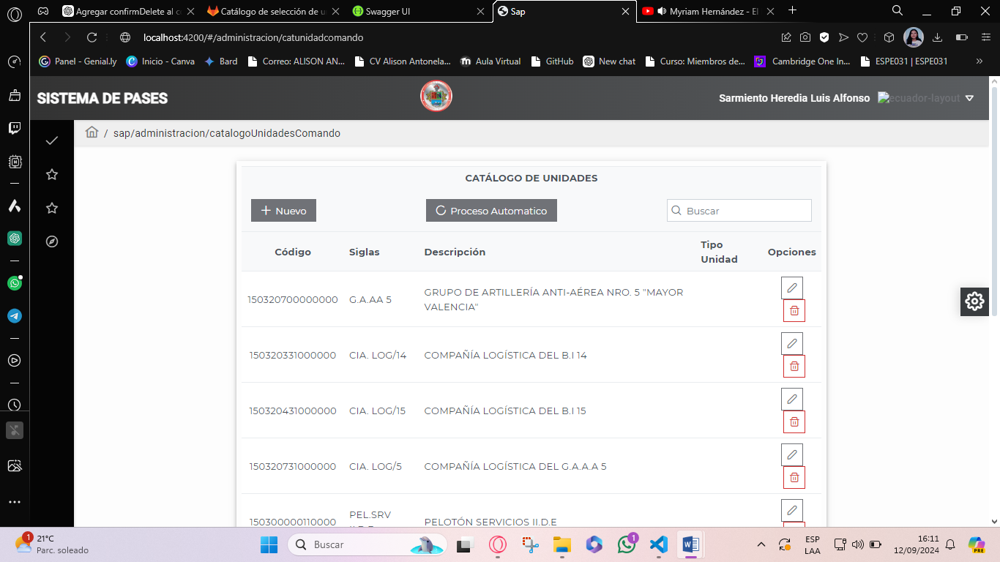 Agregar confirmDelete al c
Catálogo de selección de u
Swagger UI
Sap
Myriam Hernández - El
localhost:4200/#/administracion/catunidadcomando
Panel - Genial.ly
Inicio - Canva
Bard
Correo: ALISON AN...
CV Alison Antonela...
Aula Virtual
GitHub
New chat
Curso: Miembros de...
Cambridge One In...
ESPE031 | ESPE031
SISTEMA DE PASES
Sarmiento Heredia Luis Alfonso
ecuador-layout
/ sap/administracion/catalogoUnidadesComando
CATÁLOGO DE UNIDADES
Nuevo
Proceso Automatico
Buscar
Código Siglas Descripción Tipo Unidad Opciones
150320700000000 G.A.AA 5 GRUPO DE ARTILLERÍA ANTI-AÉREA NRO. 5 "MAYOR
VALENCIA"
150320331000000 CIA. LOG/14 COMPAÑÍA LOGÍSTICA DEL B.I 14
150320431000000 CIA. LOG/15 COMPAÑÍA LOGÍSTICA DEL B.I 15
150320731000000 CIA. LOG/5 COMPAÑÍA LOGÍSTICA DEL G.A.A.A 5
150300000110000 PEL.SRV PELOTÓN SERVICIOS II.D.E
1
21°C
Parc. soleado
Buscar
1
ESP
LAA
16:11
12/09/2024
PRE